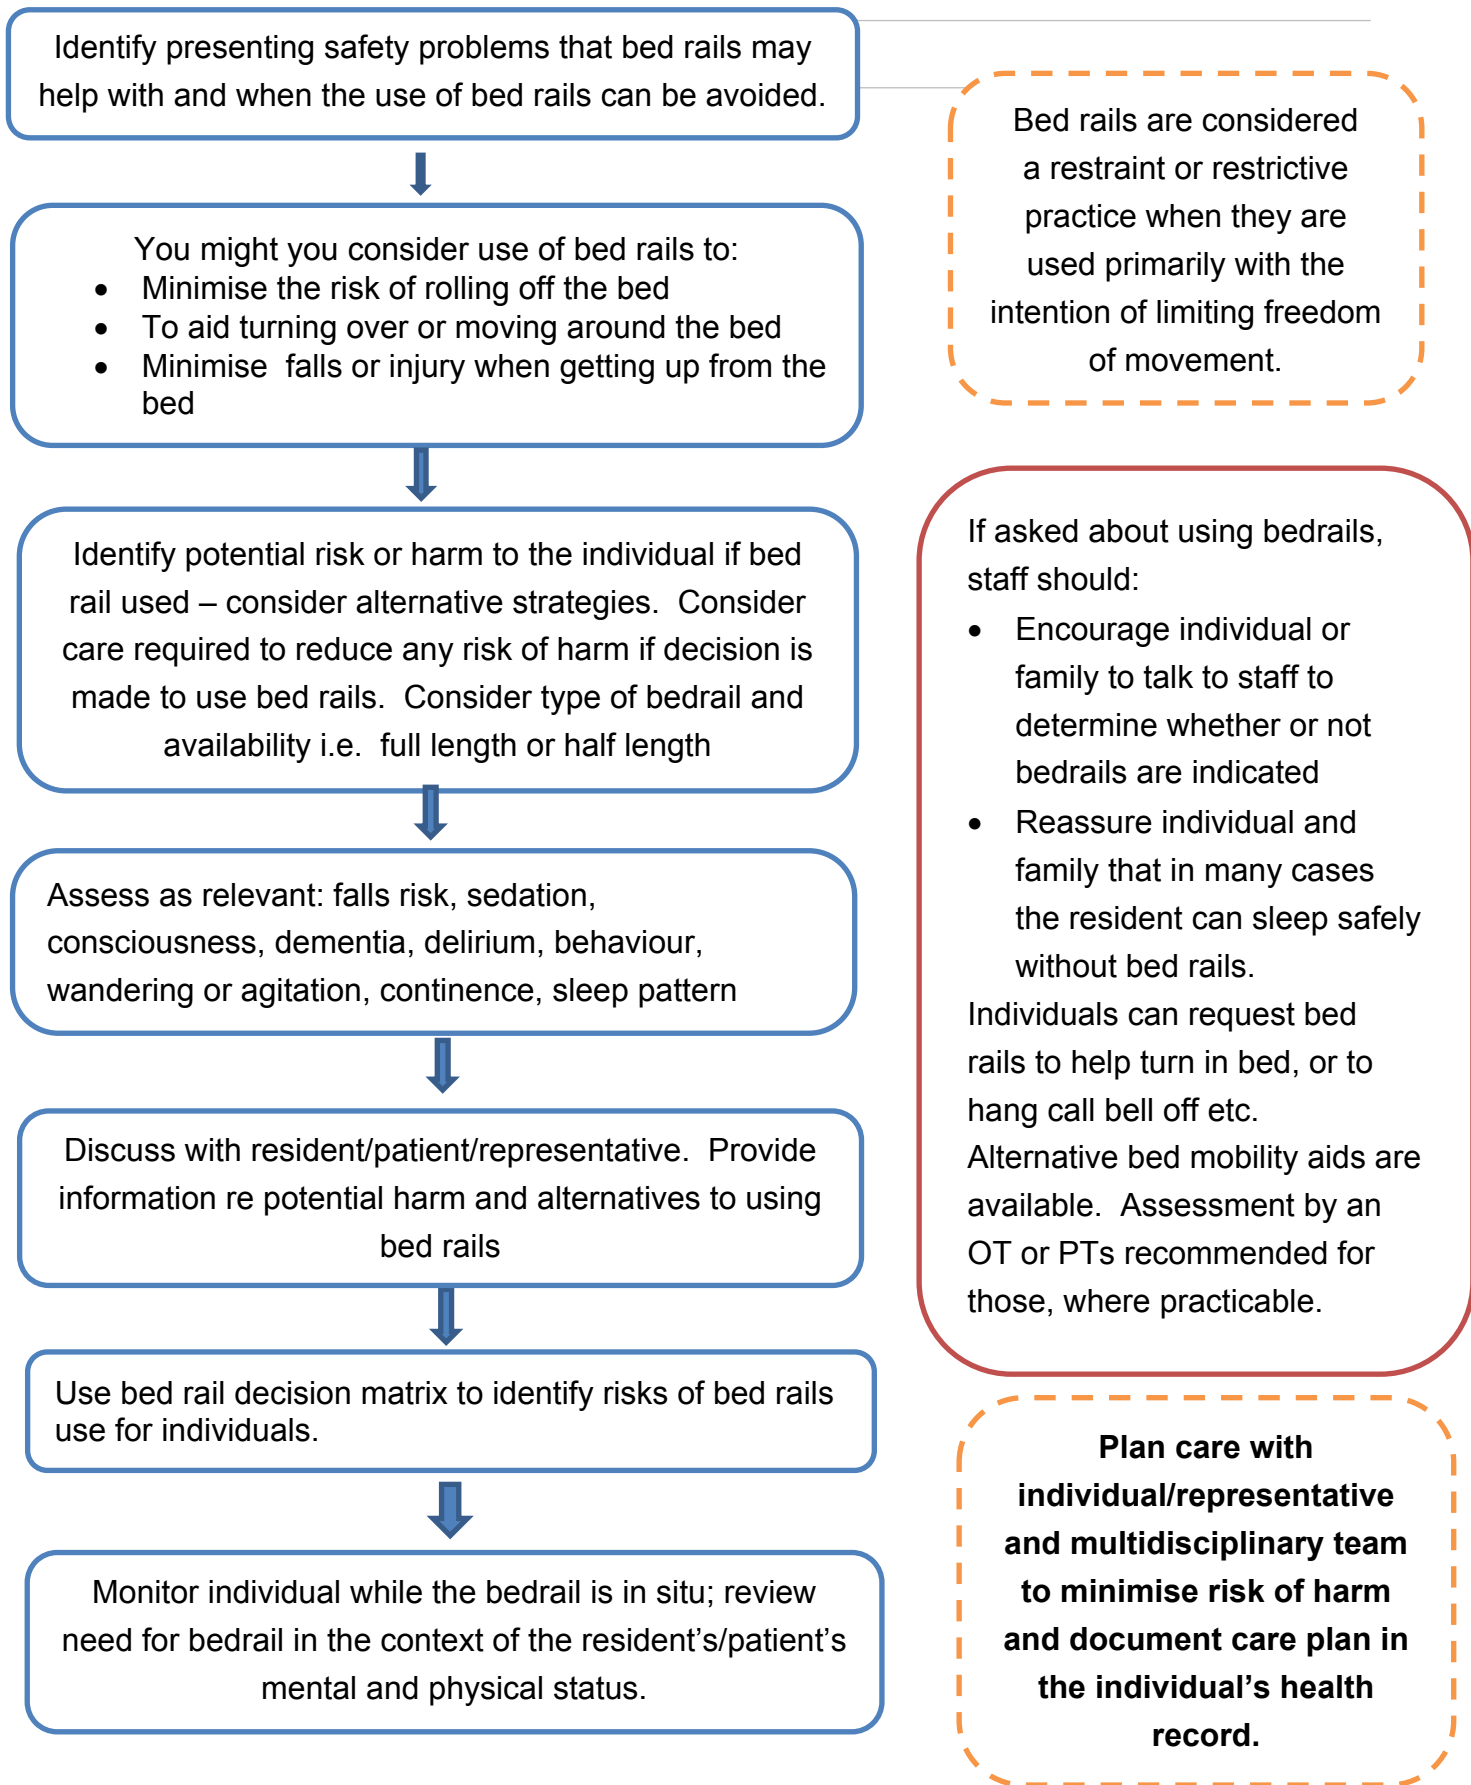 Identify presenting safety problems that bed rails may
help with and when the use of bed rails can be avoided.
You might you consider use of bed rails to:
• Minimise the risk of rolling off the bed
• To aid turning over or moving around the bed
• Minimise  falls or injury when getting up from the
bed
Identify potential risk or harm to the individual if bed
rail used – consider alternative strategies.  Consider
care required to reduce any risk of harm if decision is
made to use bed rails.  Consider type of bedrail and
availability i.e.  full length or half length
Assess as relevant: falls risk, sedation,
consciousness, dementia, delirium, behaviour,
wandering or agitation, continence, sleep pattern
Discuss with resident/patient/representative.  Provide
information re potential harm and alternatives to using
bed rails
Use bed rail decision matrix to identify risks of bed rails
use for individuals.
Monitor individual while the bedrail is in situ; review
need for bedrail in the context of the resident’s/patient’s
mental and physical status.
Bed rails are considered
a restraint or restrictive
practice when they are
used primarily with the
intention of limiting freedom
of movement.
If asked about using bedrails,
staff should:
• Encourage individual or
family to talk to staff to
determine whether or not
bedrails are indicated
• Reassure individual and
family that in many cases
the resident can sleep safely
without bed rails.
Individuals can request bed
rails to help turn in bed, or to
hang call bell off etc.
Alternative bed mobility aids are
available.  Assessment by an
OT or PTs recommended for
those, where practicable.
Plan care with
individual/representative
and multidisciplinary team
to minimise risk of harm
and document care plan in
the individual’s health
record.